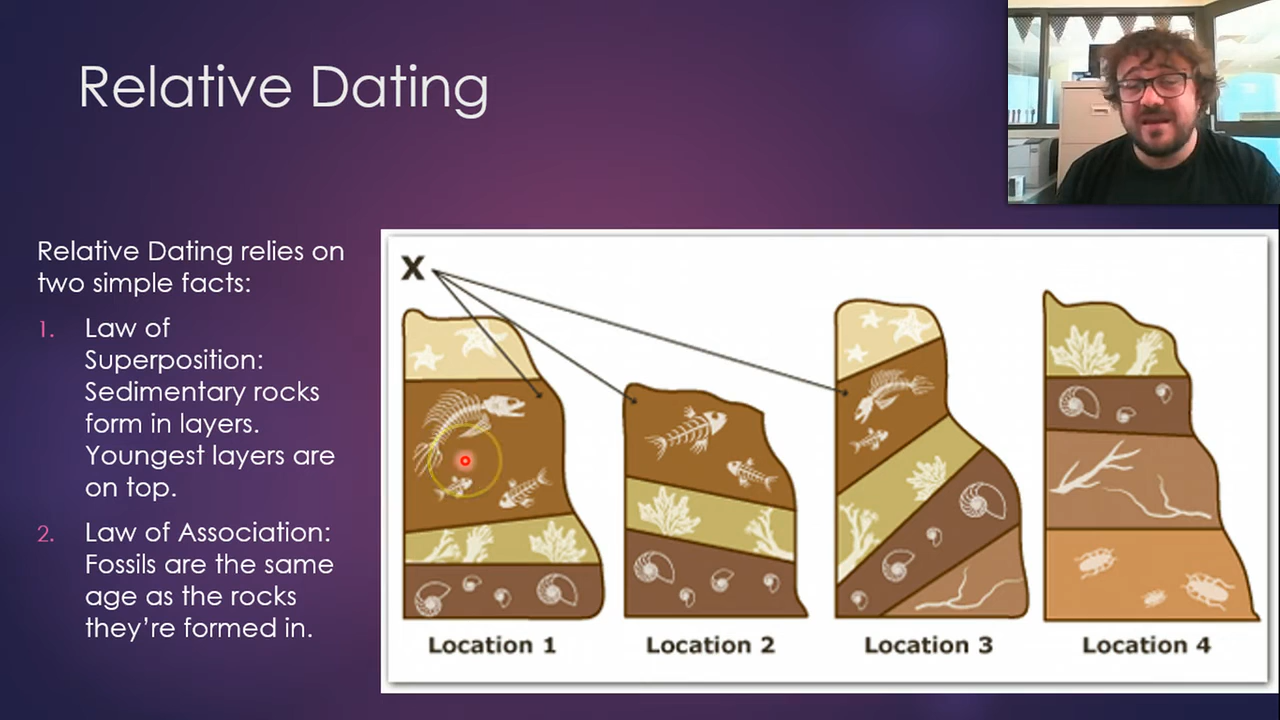 Relative Dating
Relative Dating relies on
two simple facts:
1. Law of
Superposition:
Sedimentary rocks
form in layers.
Youngest layers are
on top.
2. Law of Association:
Fossils are the same
age as the rocks
they’re formed in.
X
Location 1
Location 2
Location 3
Location 4